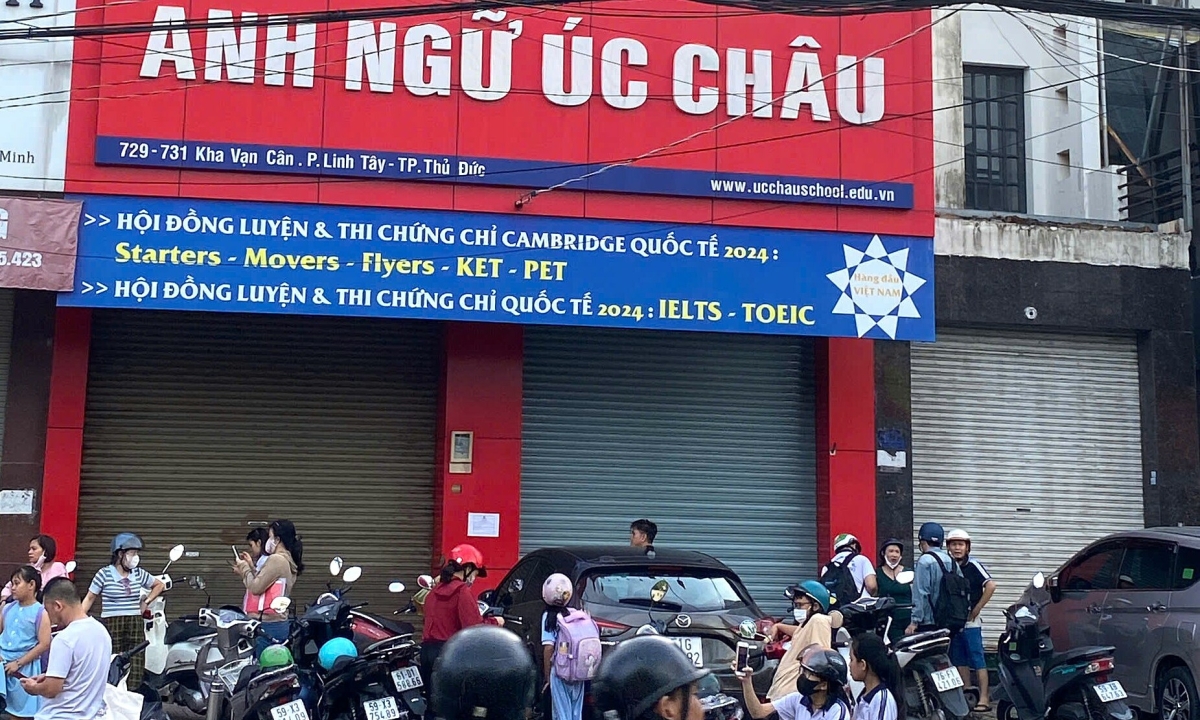 ANH NGỮ ÚC CHÂU
729-731 Kha Vạn Cân . P. Linh Tây - TP. Thủ Đức
www.ucchauschool.edu.vn
Minh
G
5.423
>> HỘI ĐỒNG LUYỆN & THI CHỨNG CHỈ CAMBRIDGE QUỐC TẾ 2024 :
Starters - Movers - Flyers - KET - PET
>> HỘI ĐỒNG LUYỆN & THI CHỨNG CHỈ QUỐC TẾ 2024 : IELTS - TOEIC
Hàng đầu
VIỆT NAM